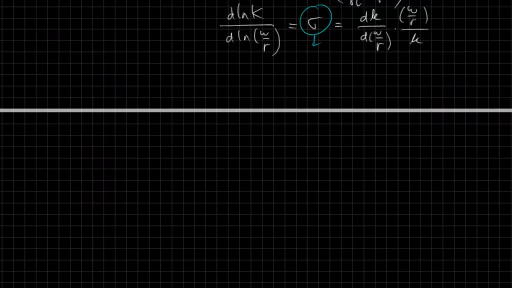 d ln K / d ln (w/r) = σ = dk / d(w/r) · (w/r) / k